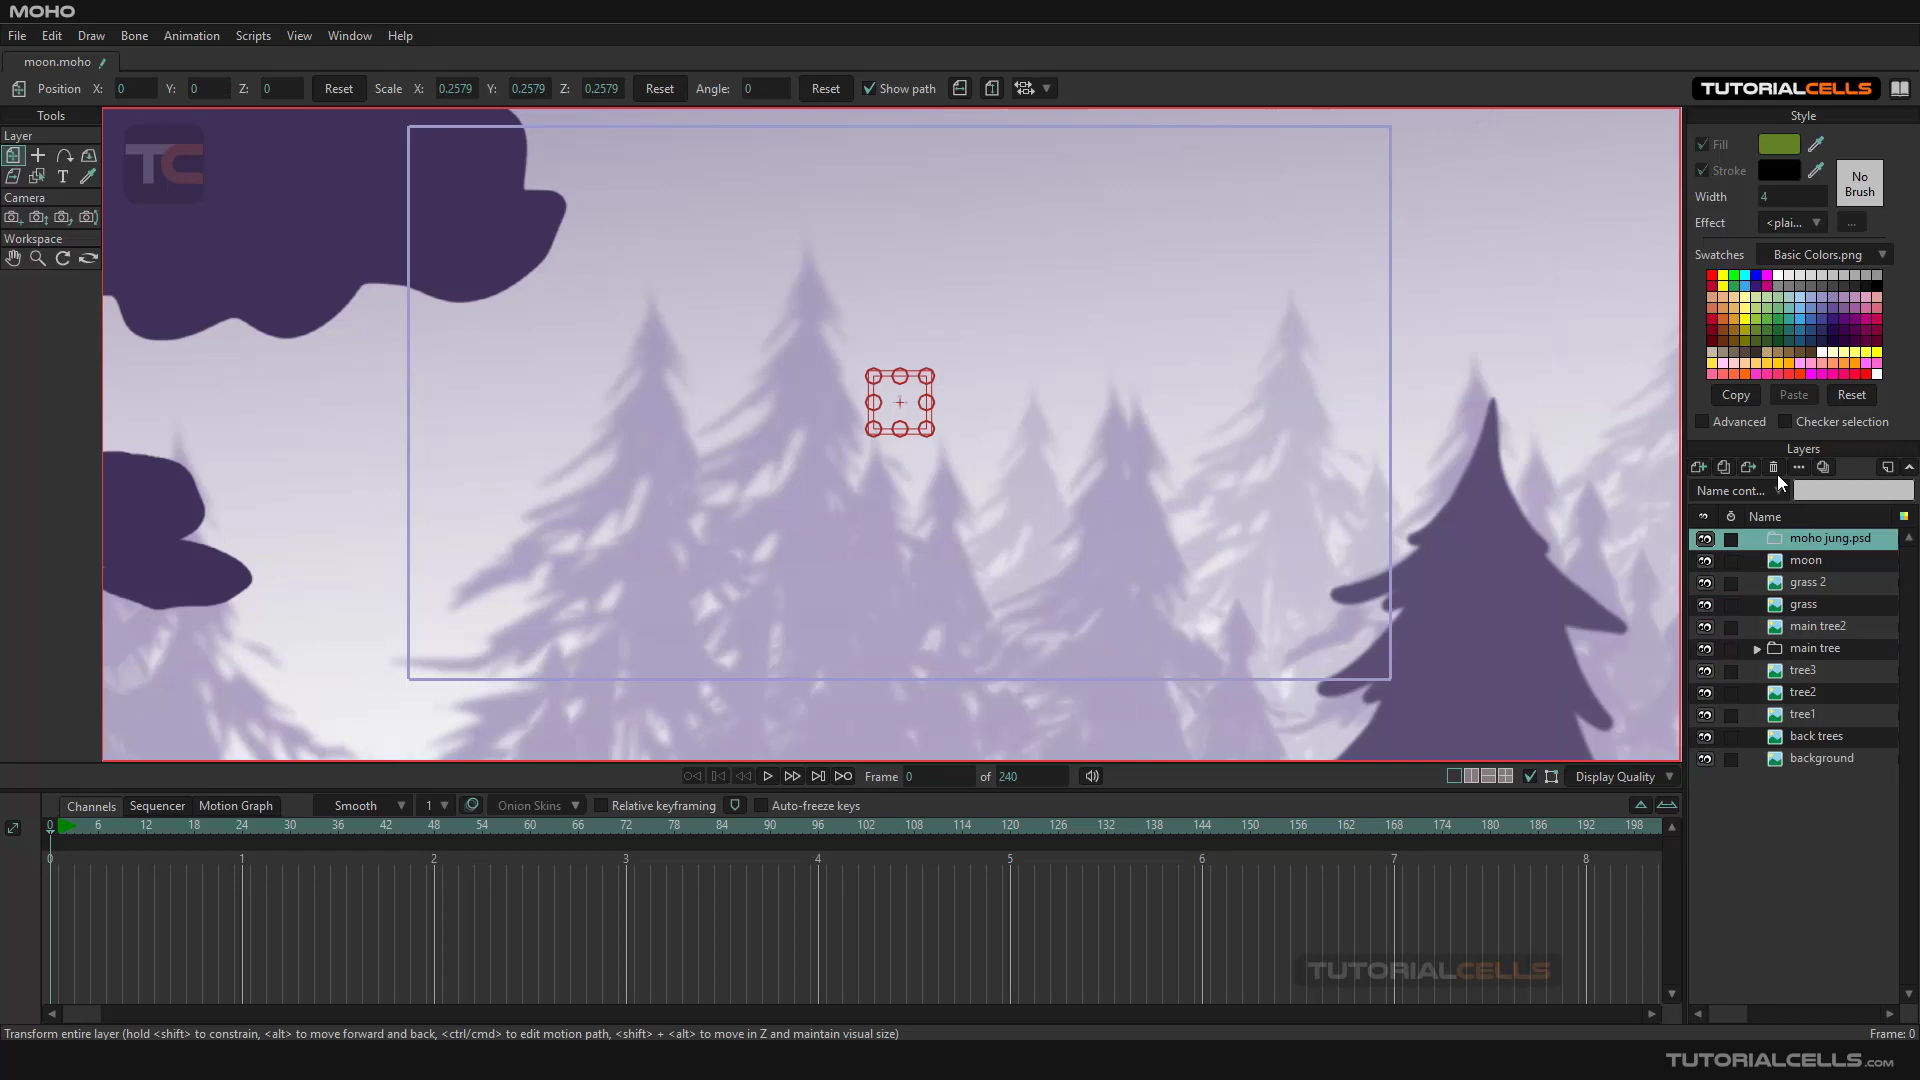 MOHO
File Edit Draw Bone Animation Scripts View Window Help
moon.moho
Position X: 0 Y: 0 Z: 0 Reset Scale X: 0.2579 Y: 0.2579 Z: 0.2579 Reset Angle: 0 Reset Show path
TUTORIALCELLS
Tools
Layer
T
Camera
Workspace
TC
Style
Fill
Stroke
No Brush
Width 4
Effect <plai... ...
Swatches Basic Colors.png
Copy Paste Reset
Advanced Checker selection
Layers
Name cont...
Name
moho jung.psd
moon
grass 2
grass
main tree2
main tree
tree3
tree2
tree1
back trees
background
Frame 0 of 240 Display Quality
Channels Sequencer Motion Graph Smooth 1 Onion Skins Relative keyframing Auto-freeze keys
0 6 12 18 24 30 36 42 48 54 60 66 72 78 84 90 96 102 108 114 120 126 132 138 144 150 156 162 168 174 180 186 192 198
0 1 2 3 4 5 6 7 8
TUTORIALCELLS
Transform entire layer (hold <shift> to constrain, <alt> to move forward and back, <ctrl/cmd> to edit motion path, <shift> + <alt> to move in Z and maintain visual size)
Frame: 0
TUTORIALCELLS.COM